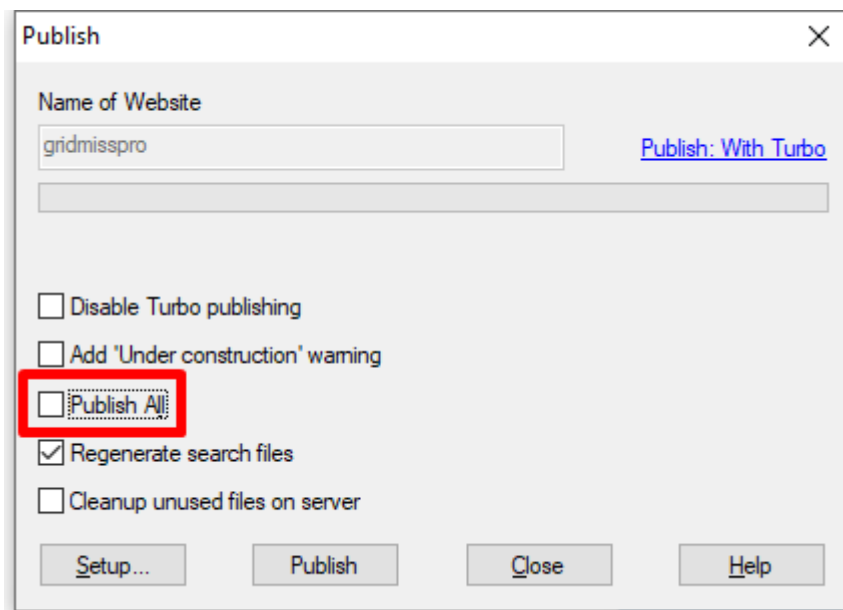 Publish
Name of Website
gridmisspro
Publish: With Turbo
Disable Turbo publishing
Add 'Under construction' warning
Publish All
Regenerate search files
Cleanup unused files on server
Setup...
Publish
Close
Help